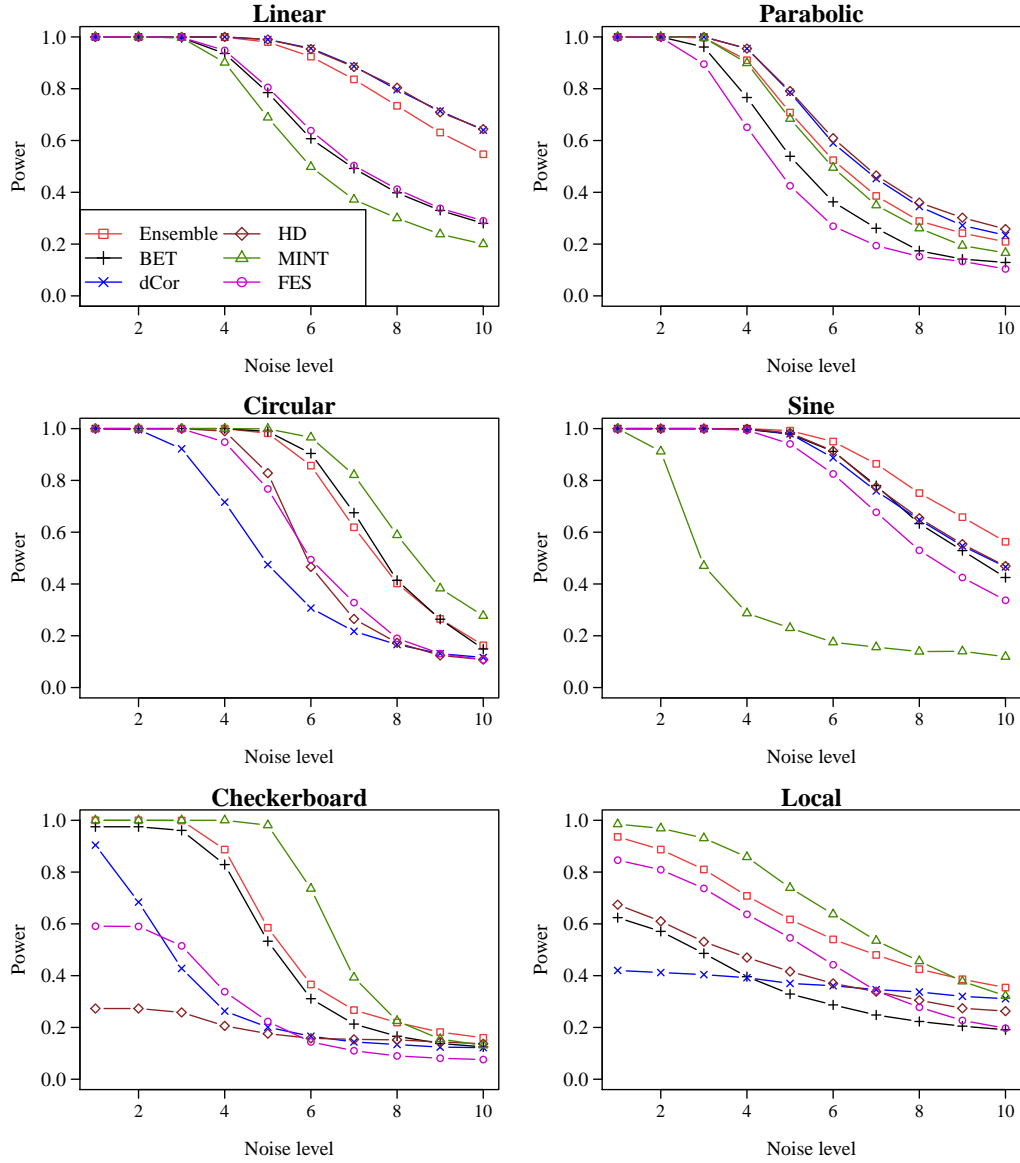 Linear
Parabolic
1.0
0.8
0.6
0.4
0.2
0.0
Power
Ensemble
BET
dCor
HD
MINT
FES
2
4
6
8
10
Noise level
1.0
0.8
0.6
0.4
0.2
0.0
Power
2
4
6
8
10
Noise level
Circular
Sine
1.0
0.8
0.6
0.4
0.2
0.0
Power
2
4
6
8
10
Noise level
1.0
0.8
0.6
0.4
0.2
0.0
Power
2
4
6
8
10
Noise level
Checkerboard
Local
1.0
0.8
0.6
0.4
0.2
0.0
Power
2
4
6
8
10
Noise level
1.0
0.8
0.6
0.4
0.2
0.0
Power
2
4
6
8
10
Noise level